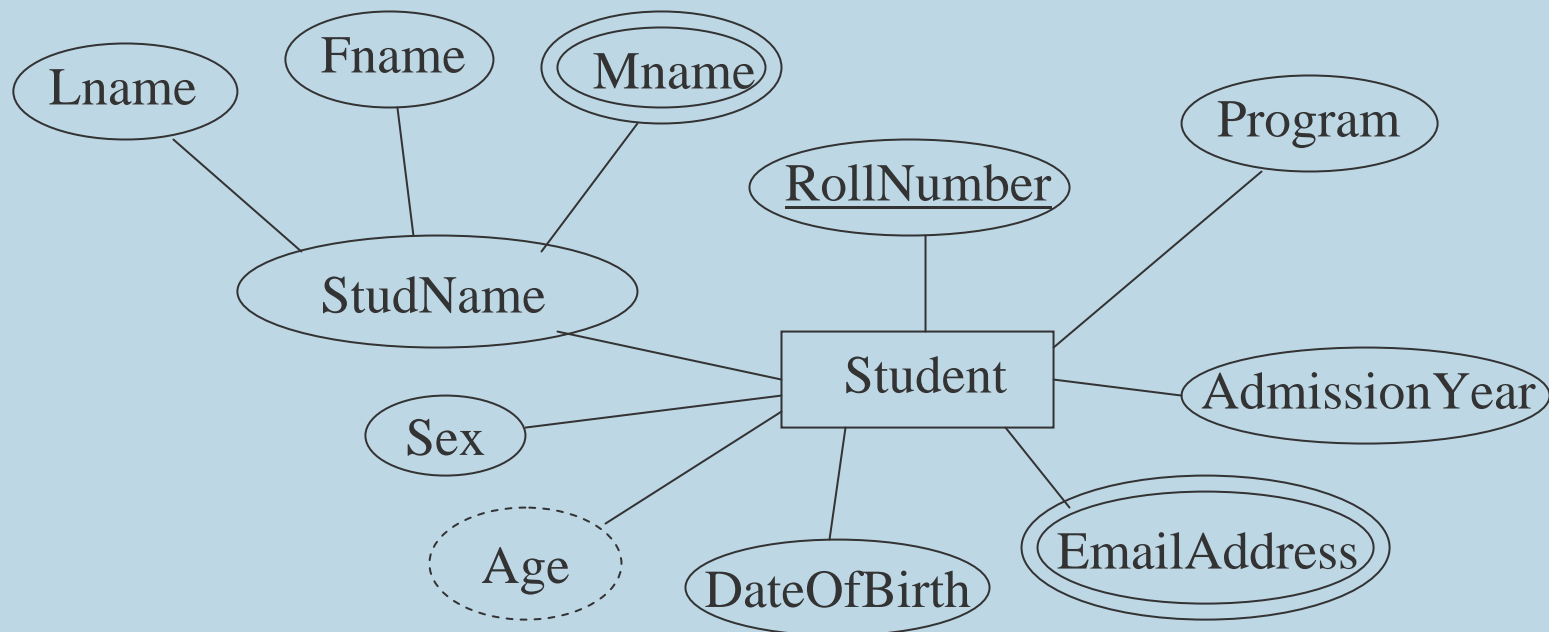 Fname
Mname
Lname
Program
RollNumber
StudName
Student
AdmissionYear
Sex
EmailAddress
Age
DateOfBirth